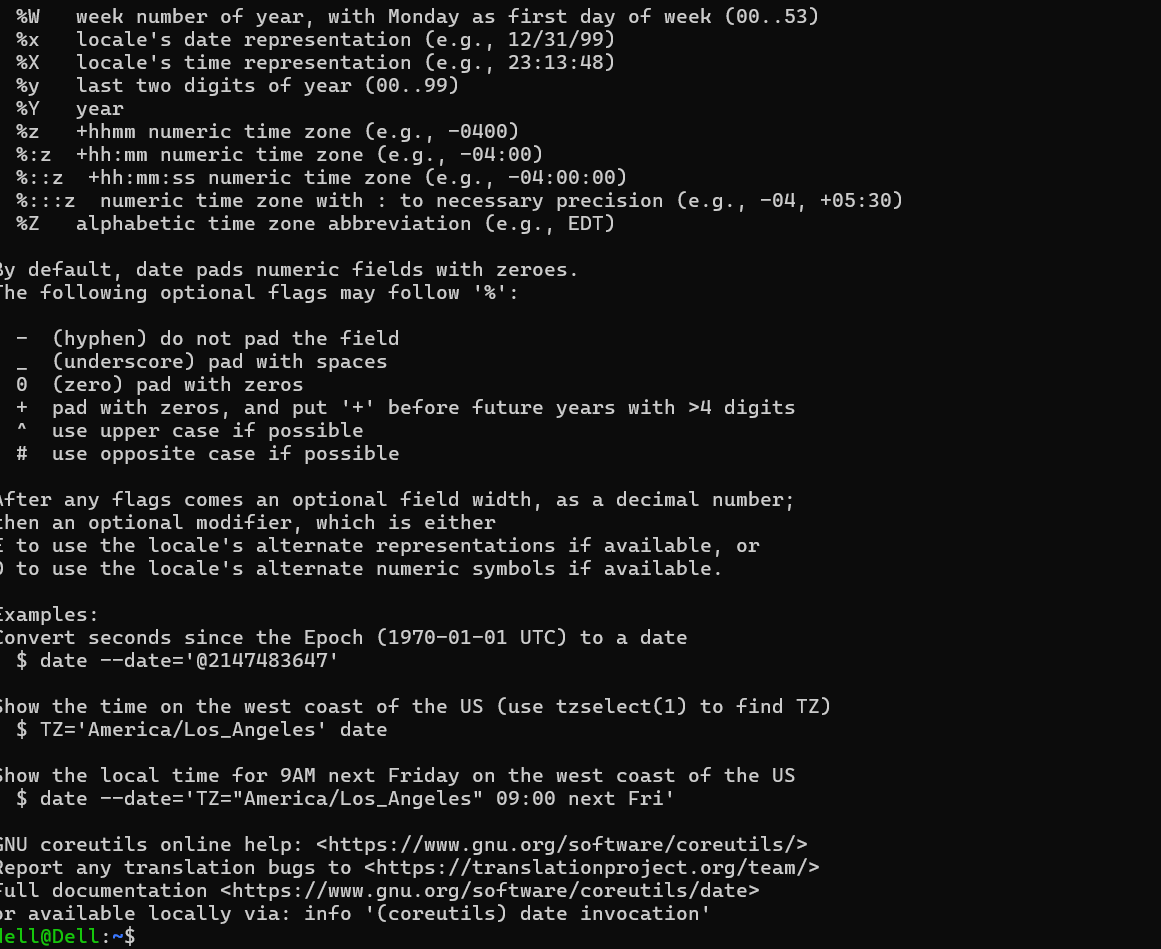 %W   week number of year, with Monday as first day of week (00..53)
%x   locale's date representation (e.g., 12/31/99)
%X   locale's time representation (e.g., 23:13:48)
%y   last two digits of year (00..99)
%Y   year
%z   +hhmm numeric time zone (e.g., -0400)
%:z  +hh:mm numeric time zone (e.g., -04:00)
%::z  +hh:mm:ss numeric time zone (e.g., -04:00:00)
%:::z  numeric time zone with : to necessary precision (e.g., -04, +05:30)
%Z   alphabetic time zone abbreviation (e.g., EDT)
By default, date pads numeric fields with zeroes.
The following optional flags may follow '%':
-  (hyphen) do not pad the field
_  (underscore) pad with spaces
0  (zero) pad with zeros
+  pad with zeros, and put '+' before future years with >4 digits
^  use upper case if possible
#  use opposite case if possible
After any flags comes an optional field width, as a decimal number;
then an optional modifier, which is either
E to use the locale's alternate representations if available, or
O to use the locale's alternate numeric symbols if available.
Examples:
Convert seconds since the Epoch (1970-01-01 UTC) to a date
$ date --date='@2147483647'
Show the time on the west coast of the US (use tzselect(1) to find TZ)
$ TZ='America/Los_Angeles' date
Show the local time for 9AM next Friday on the west coast of the US
$ date --date='TZ="America/Los_Angeles" 09:00 next Fri'
GNU coreutils online help: <https://www.gnu.org/software/coreutils/>
Report any translation bugs to <https://translationproject.org/team/>
Full documentation <https://www.gnu.org/software/coreutils/date>
or available locally via: info '(coreutils) date invocation'
dell@Dell:~$